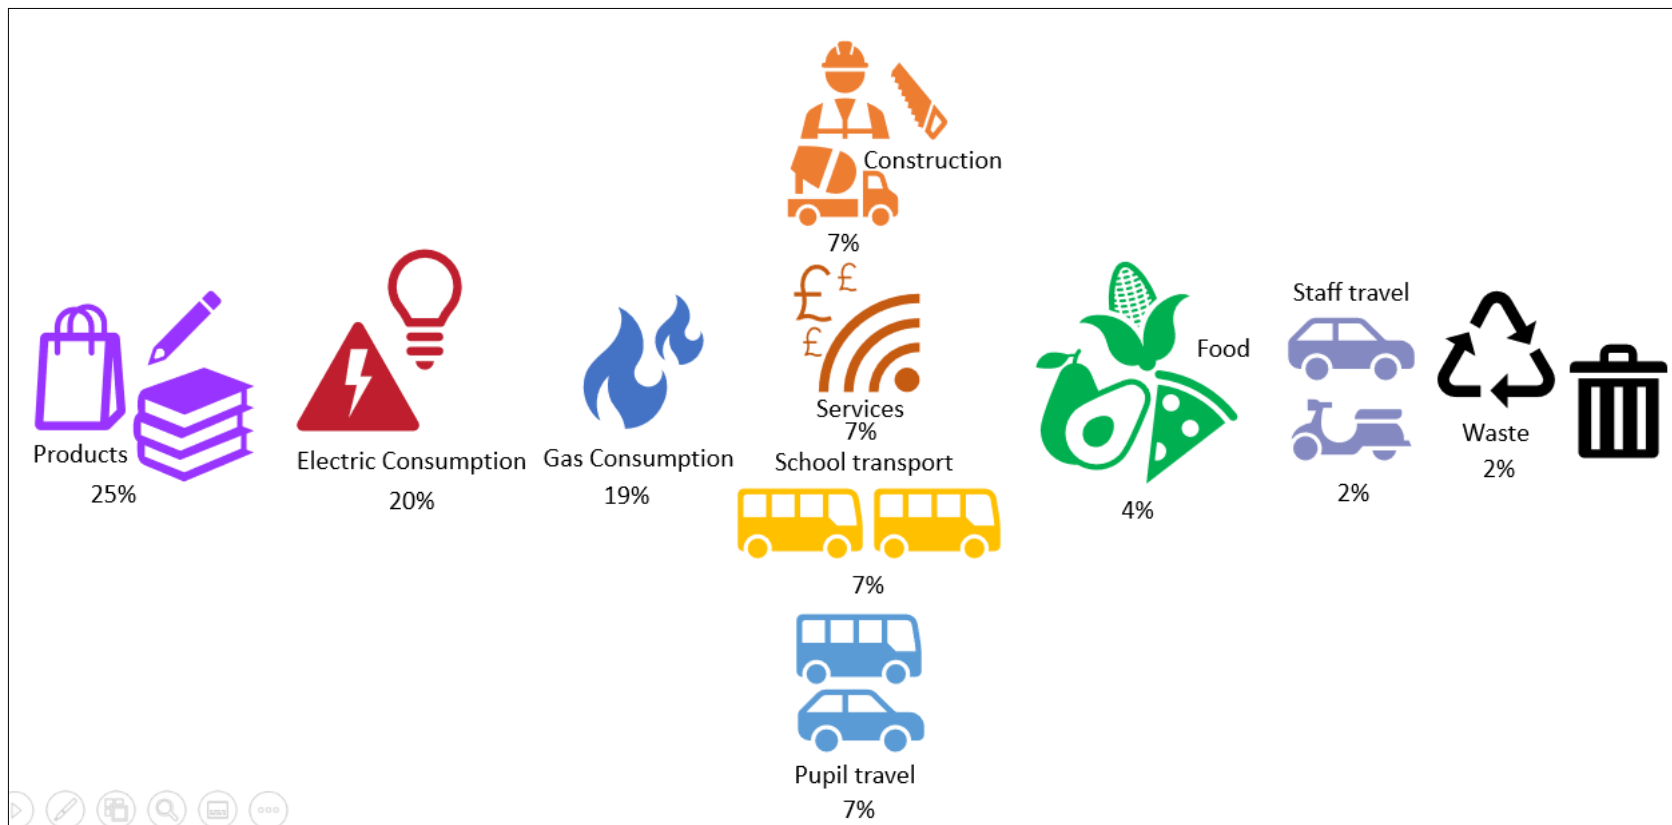 Construction
7%
£ £
£
Services
7%
School transport
7%
Pupil travel
7%
Products
25%
Electric Consumption
20%
Gas Consumption
19%
Food
4%
Staff travel
2%
Waste
2%